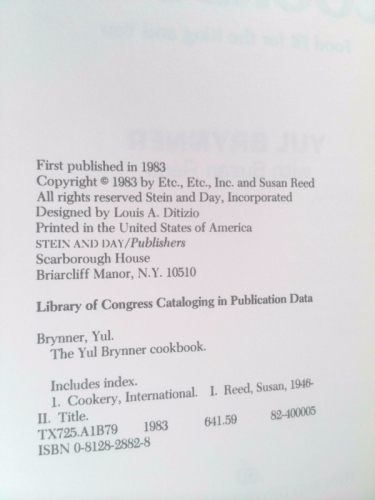 First published in 1983
Copyright © 1983 by Etc., Etc., Inc. and Susan Reed
All rights reserved Stein and Day, Incorporated
Designed by Louis A. Ditizio
Printed in the United States of America
STEIN AND DAY/Publishers
Scarborough House
Briarcliff Manor, N.Y. 10510
Library of Congress Cataloging in Publication Data
Brynner, Yul.
The Yul Brynner cookbook.
Includes index.
1. Cookery, International. I. Reed, Susan, 1946-
II. Title.
TX725.A1B79 1983 641.59 82-400005
ISBN 0-8128-2882-8